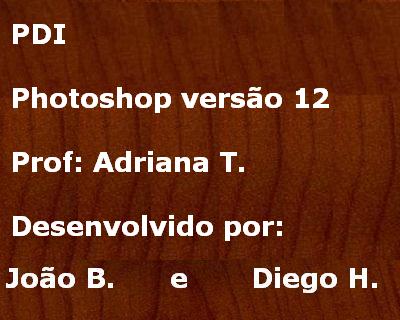 PDI
Photoshop versão 12
Prof: Adriana T.
Desenvolvido por:
João B. e Diego H.